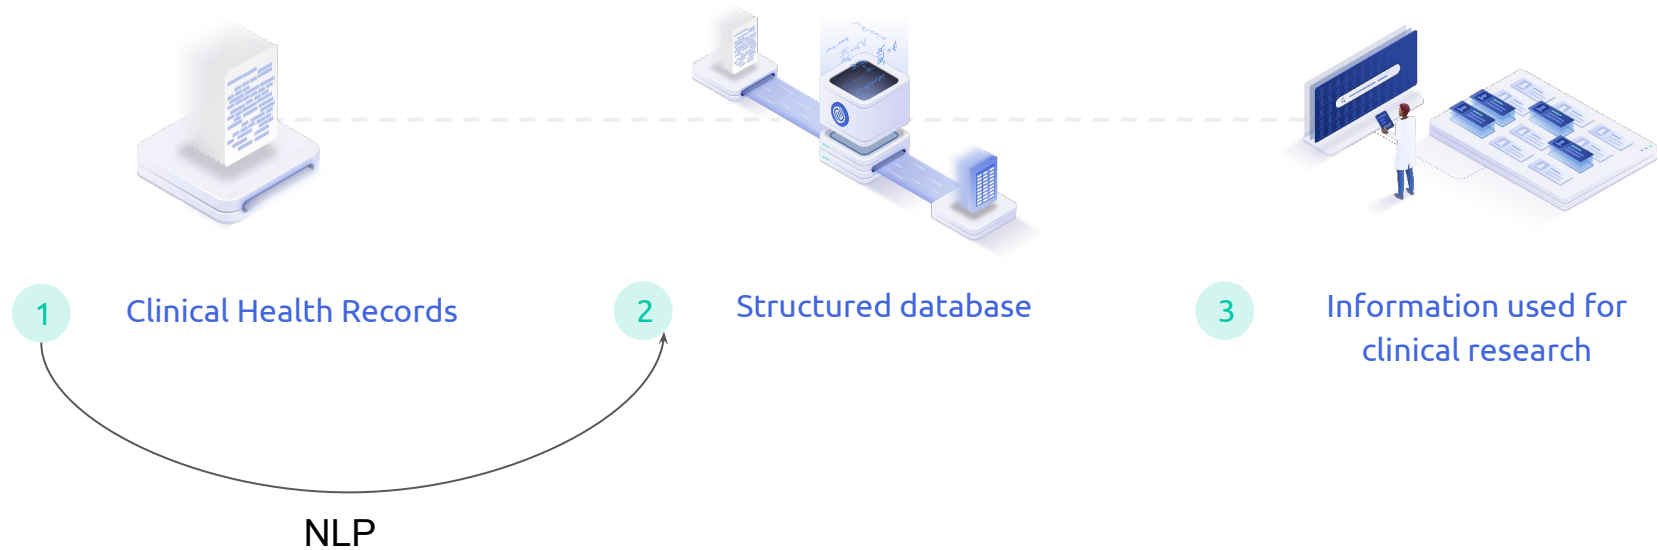 1
Clinical Health Records
2
Structured database
3
Information used for
clinical research
NLP